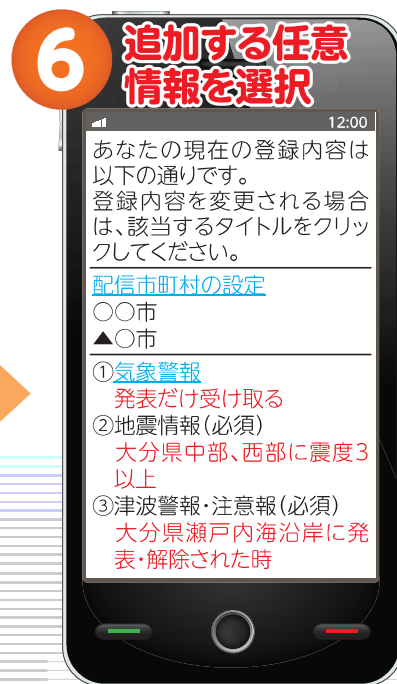 6
追加する任意
情報を選択
12:00
あなたの現在の登録内容は
以下の通りです。
登録内容を変更される場合
は、該当するタイトルをクリッ
クしてください。
配信市町村の設定
○○市
▲○市
①気象警報
発表だけ受け取る
②地震情報(必須)
大分県中部、西部に震度3
以上
③津波警報・注意報(必須)
大分県瀬戸内海沿岸に発
表・解除された時